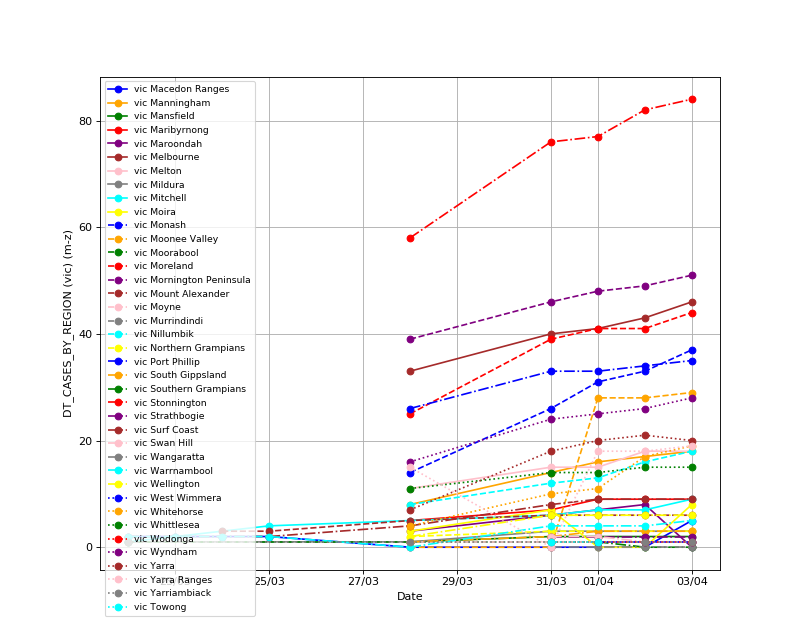 80
60
40
20
0
DT_CASES_BY_REGION (vic) (m-z)
vic Macedon Ranges
vic Manningham
vic Mansfield
vic Maribyrnong
vic Maroondah
vic Melbourne
vic Melton
vic Mildura
vic Mitchell
vic Moira
vic Monash
vic Moonee Valley
vic Moorabool
vic Moreland
vic Mornington Peninsula
vic Mount Alexander
vic Moyne
vic Murrindindi
vic Nillumbik
vic Northern Grampians
vic Port Phillip
vic South Gippsland
vic Southern Grampians
vic Stonnington
vic Strathbogie
vic Surf Coast
vic Swan Hill
vic Wangaratta
vic Warrnambool
vic Wellington
vic West Wimmera
vic Whitehorse
vic Whittlesea
vic Wodonga
vic Wyndham
vic Yarra
vic Yarra Ranges
vic Yarriambiack
vic Towong
25/03 27/03 29/03 31/03 01/04 03/04
Date